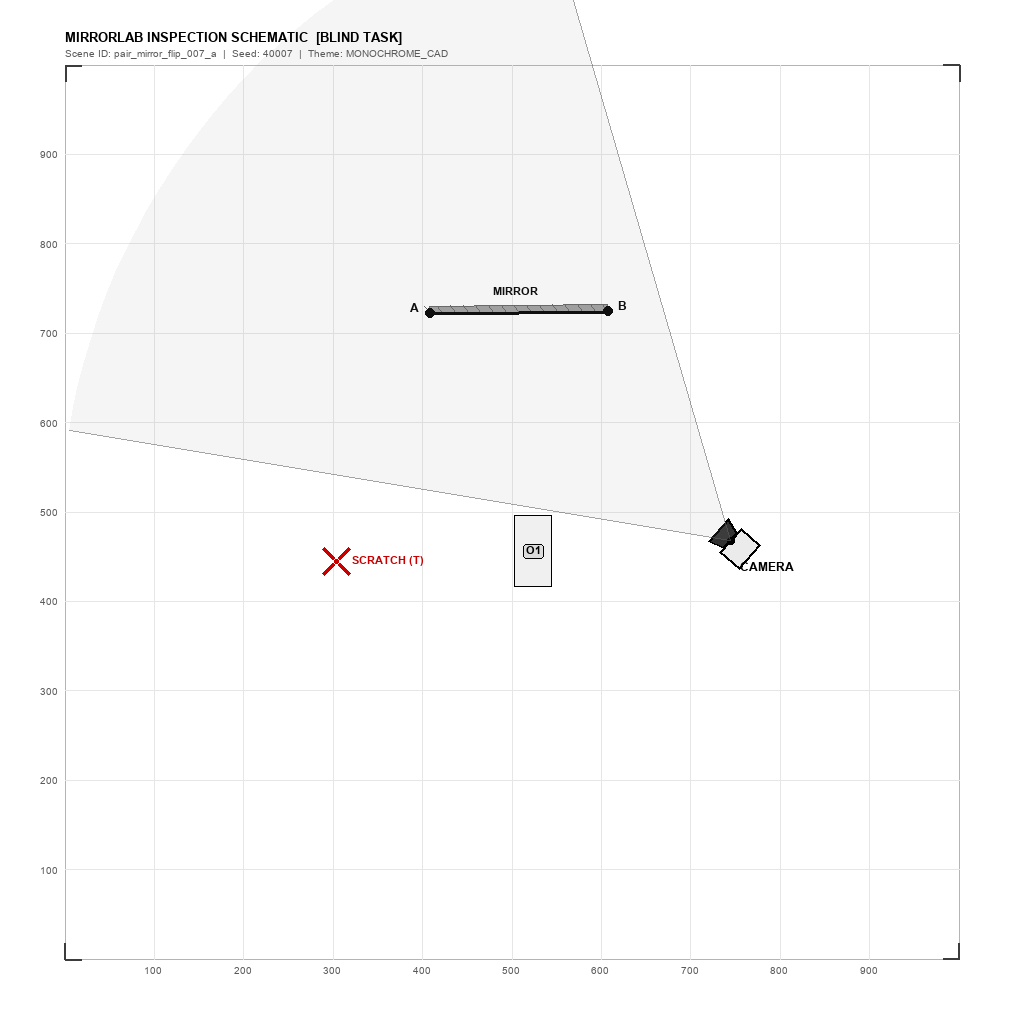 MIRRORLAB INSPECTION SCHEMATIC [BLIND TASK]
Scene ID: pair_mirror_flip_007_a | Seed: 40007 | Theme: MONOCHROME_CAD
900
800
MIRROR
A
B
700
600
500
O1
SCRATCH (T)
CAMERA
400
300
200
100
100 200 300 400 500 600 700 800 900